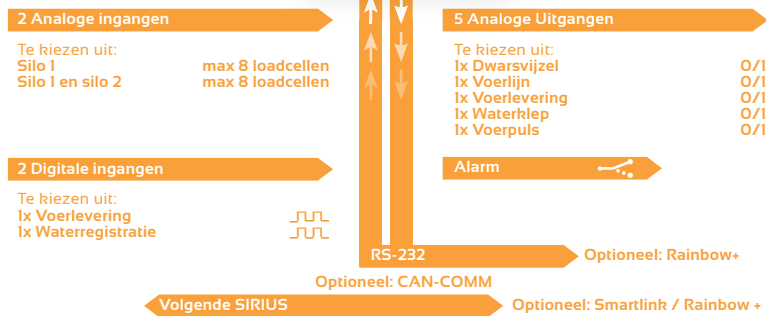 2 Analoge ingangen
Te kiezen uit:
Silo 1 max 8 loadcellen
Silo 1 en silo 2 max 8 loadcellen
2 Digitale ingangen
Te kiezen uit:
1x Voerlevering
1x Waterregistratie
5 Analoge Uitgangen
Te kiezen uit:
1x Dwarsvijzel 0/1
1x Voerlijn 0/1
1x Voerlevering 0/1
1x Waterklep 0/1
1x Voerpuls 0/1
Alarm
RS-232 Optioneel: Rainbow+
Optioneel: CAN-COMM
Volgende SIRIUS Optioneel: Smartlink / Rainbow +